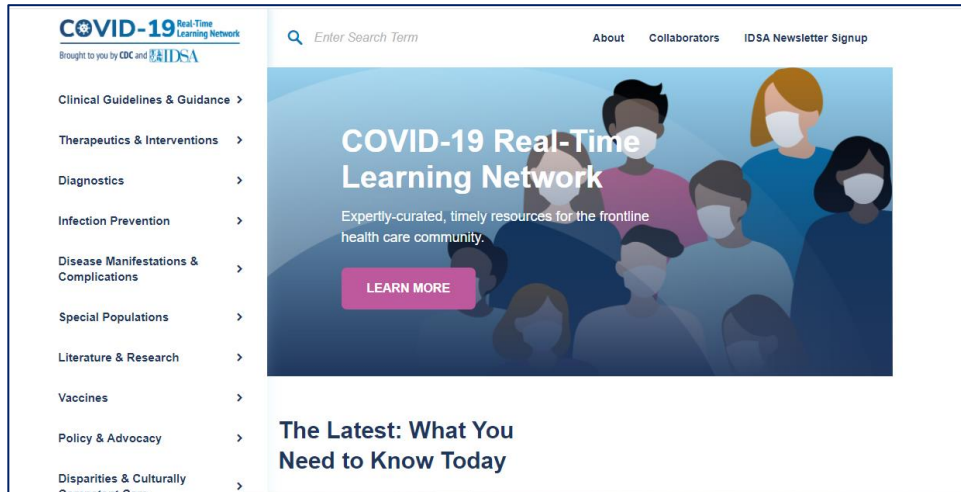 COVID-19 Real-Time
Learning Network
Brought to you by CDC and IDSA
Enter Search Term
About Collaborators IDSA Newsletter Signup
Clinical Guidelines & Guidance >
Therapeutics & Interventions >
Diagnostics >
Infection Prevention >
Disease Manifestations &
Complications >
Special Populations >
Literature & Research >
Vaccines >
Policy & Advocacy >
Disparities & Culturally >
COVID-19 Real-Time
Learning Network
Expertly-curated, timely resources for the frontline
health care community.
LEARN MORE
The Latest: What You
Need to Know Today